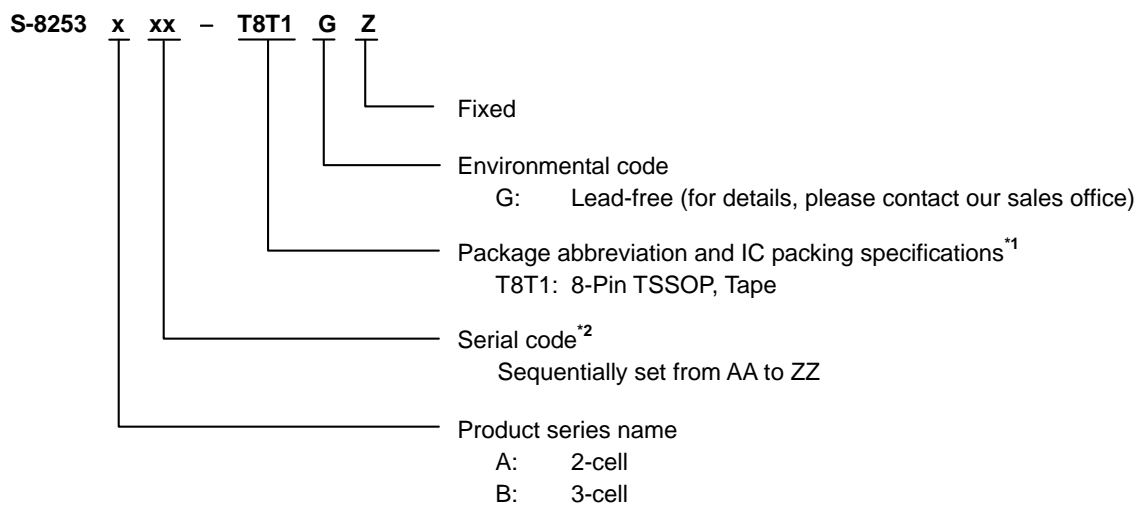 S-8253 x xx – T8T1 G Z
Fixed
Environmental code
G: Lead-free (for details, please contact our sales office)
Package abbreviation and IC packing specifications*1
T8T1: 8-Pin TSSOP, Tape
Serial code*2
Sequentially set from AA to ZZ
Product series name
A: 2-cell
B: 3-cell